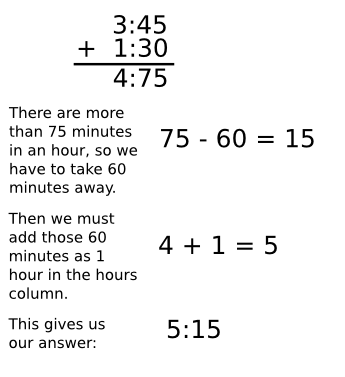 3:45
+ 1:30
4:75
There are more
than 75 minutes
in an hour, so we
have to take 60
minutes away.
75 - 60 = 15
Then we must
add those 60
minutes as 1
hour in the hours
column.
4 + 1 = 5
This gives us
our answer:
5:15